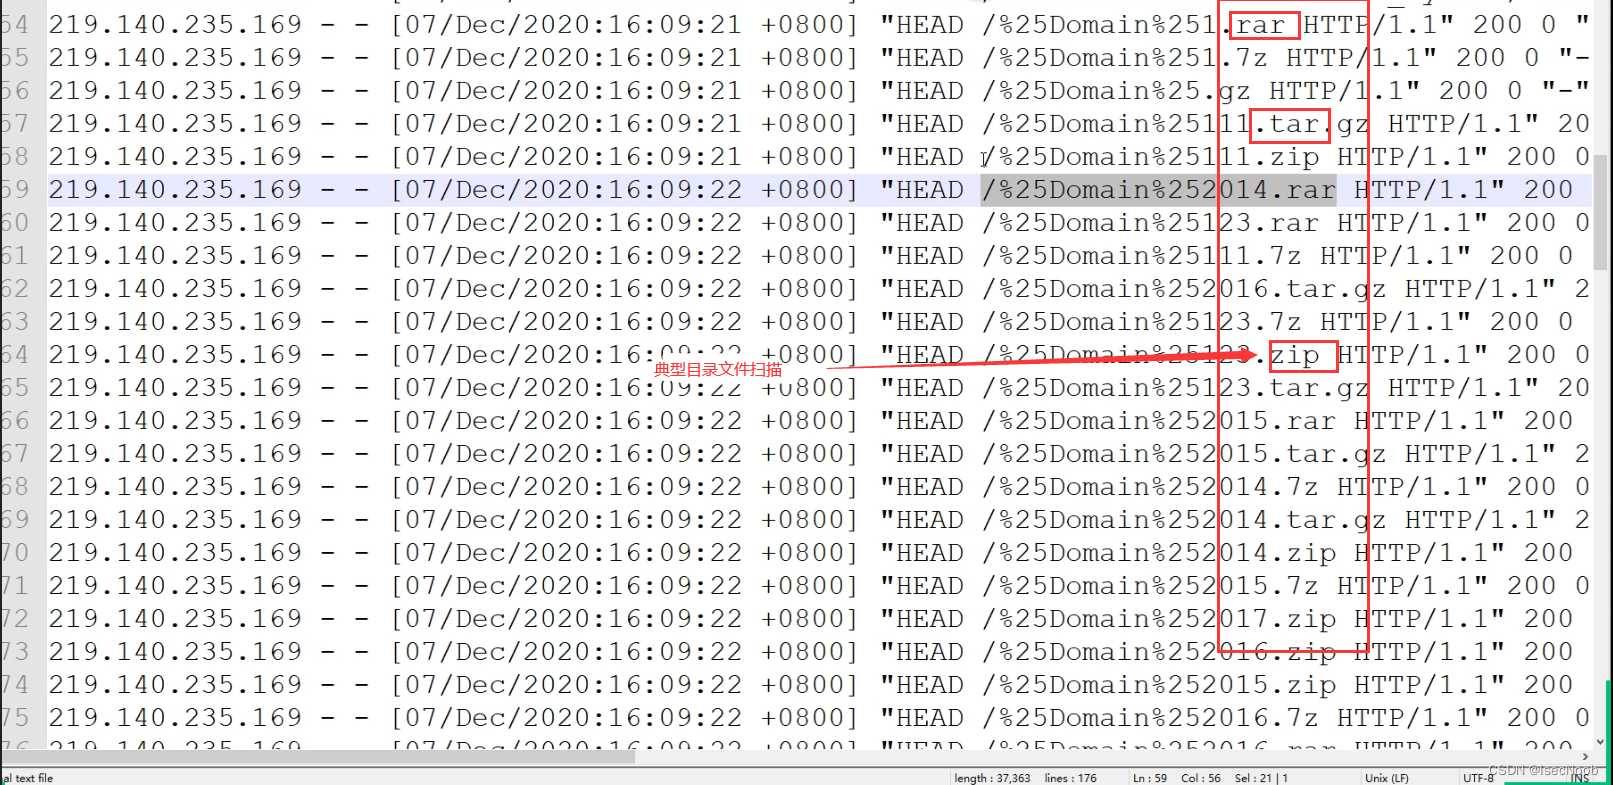 54 219.140.235.169 - - [07/Dec/2020:16:09:21 +0800] "HEAD /%25Domain%251.rar HTTP/1.1" 200 0 "
55 219.140.235.169 - - [07/Dec/2020:16:09:21 +0800] "HEAD /%25Domain%251.7z HTTP/1.1" 200 0 "-
56 219.140.235.169 - - [07/Dec/2020:16:09:21 +0800] "HEAD /%25Domain%25.gz HTTP/1.1" 200 0 "-"
57 219.140.235.169 - - [07/Dec/2020:16:09:21 +0800] "HEAD /%25Domain%25111.tar.gz HTTP/1.1" 20
58 219.140.235.169 - - [07/Dec/2020:16:09:21 +0800] "HEAD /%25Domain%25111.zip HTTP/1.1" 200 0
59 219.140.235.169 - - [07/Dec/2020:16:09:22 +0800] "HEAD /%25Domain%252014.rar HTTP/1.1" 200
60 219.140.235.169 - - [07/Dec/2020:16:09:22 +0800] "HEAD /%25Domain%25123.rar HTTP/1.1" 200 0
61 219.140.235.169 - - [07/Dec/2020:16:09:22 +0800] "HEAD /%25Domain%25111.7z HTTP/1.1" 200 0
62 219.140.235.169 - - [07/Dec/2020:16:09:22 +0800] "HEAD /%25Domain%252016.tar.gz HTTP/1.1" 2
63 219.140.235.169 - - [07/Dec/2020:16:09:22 +0800] "HEAD /%25Domain%25123.7z HTTP/1.1" 200 0
64 219.140.235.169 - - [07/Dec/2020:16:09:22 +0800] "HEAD /%25Domain%25123.zip HTTP/1.1" 200 0
典型目录文件扫描
65 219.140.235.169 - - [07/Dec/2020:16:09:22 +0800] "HEAD /%25Domain%25123.tar.gz HTTP/1.1" 20
66 219.140.235.169 - - [07/Dec/2020:16:09:22 +0800] "HEAD /%25Domain%252015.rar HTTP/1.1" 200
67 219.140.235.169 - - [07/Dec/2020:16:09:22 +0800] "HEAD /%25Domain%252015.tar.gz HTTP/1.1" 2
68 219.140.235.169 - - [07/Dec/2020:16:09:22 +0800] "HEAD /%25Domain%252014.7z HTTP/1.1" 200 0
69 219.140.235.169 - - [07/Dec/2020:16:09:22 +0800] "HEAD /%25Domain%252014.tar.gz HTTP/1.1" 2
70 219.140.235.169 - - [07/Dec/2020:16:09:22 +0800] "HEAD /%25Domain%252014.zip HTTP/1.1" 200
71 219.140.235.169 - - [07/Dec/2020:16:09:22 +0800] "HEAD /%25Domain%252015.7z HTTP/1.1" 200 0
72 219.140.235.169 - - [07/Dec/2020:16:09:22 +0800] "HEAD /%25Domain%252017.zip HTTP/1.1" 200
73 219.140.235.169 - - [07/Dec/2020:16:09:22 +0800] "HEAD /%25Domain%252016.zip HTTP/1.1" 200
74 219.140.235.169 - - [07/Dec/2020:16:09:22 +0800] "HEAD /%25Domain%252015.zip HTTP/1.1" 200
75 219.140.235.169 - - [07/Dec/2020:16:09:22 +0800] "HEAD /%25Domain%252016.7z HTTP/1.1" 200 0
76 219.140.235.169 - - [07/Dec/2020:16:09:22 +0800] "HEAD /%25Domain%252016.rar HTTP/1.1" 200
al text file length : 37,363 lines : 176 Ln : 59 Col : 56 Sel : 21 | 1 Unix (LF) UTF-8 INS
CSDN @IsecNoob